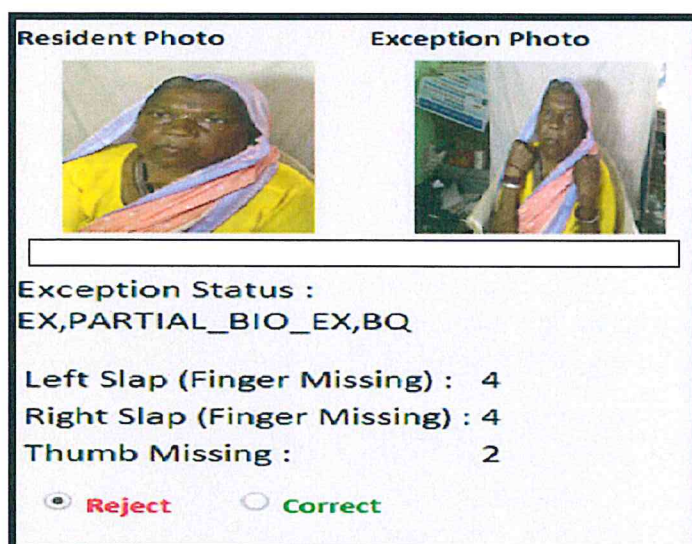 Resident Photo Exception Photo
Exception Status :
EX,PARTIAL_BIO_EX,BQ
Left Slap (Finger Missing) : 4
Right Slap (Finger Missing) : 4
Thumb Missing : 2
Reject Correct